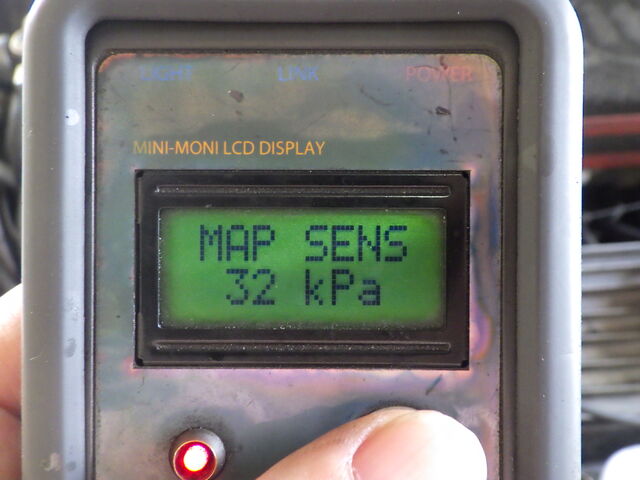 LIGHT LINK POWER
MINI-MONI LCD DISPLAY
MAP SENS
32 kPa